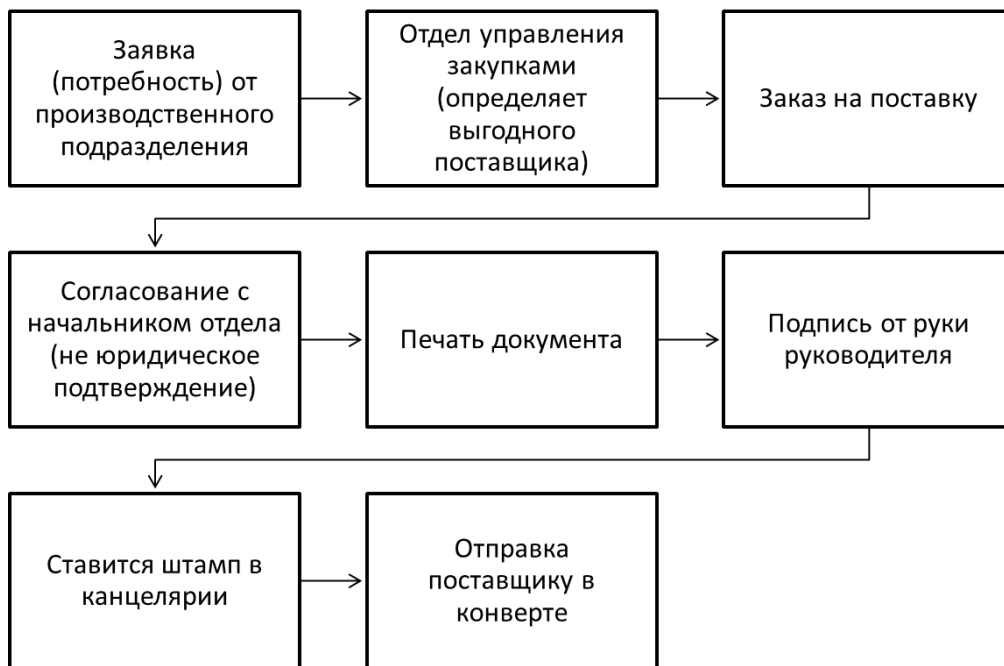 Заявка
(потребность) от
производственного
подразделения
Отдел управления
закупками
(определяет
выгодного
поставщика)
Заказ на поставку
Согласование с
начальником отдела
(не юридическое
подтверждение)
Печать документа
Подпись от руки
руководителя
Ставится штамп в
канцелярии
Отправка
поставщику в
конверте